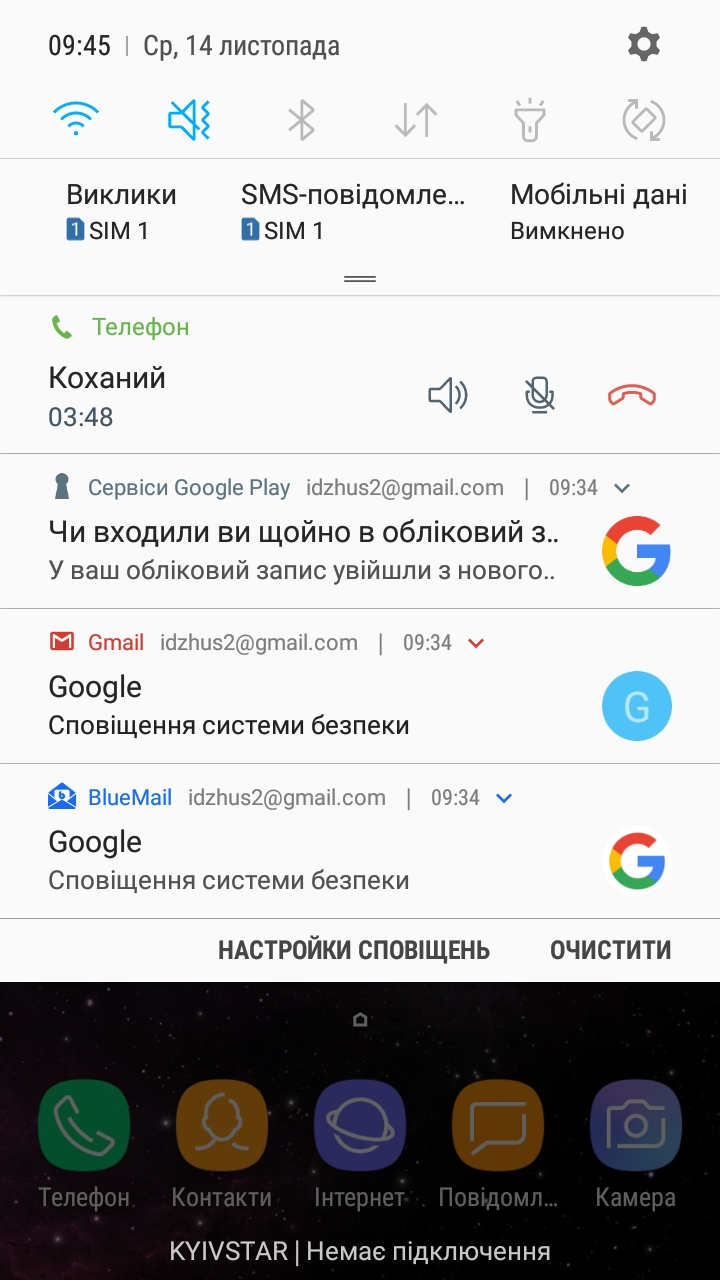 09:45 | Ср, 14 листопада
Виклики SMS-повідомле... Мобільні дані
1 SIM 1 1 SIM 1 Вимкнено
Телефон
Коханий
03:48
Сервіси Google Play idzhus2@gmail.com | 09:34
Чи входили ви щойно в обліковий з..
У ваш обліковий запис увійшли з нового..
Gmail idzhus2@gmail.com | 09:34
Google
G
Сповіщення системи безпеки
BlueMail idzhus2@gmail.com | 09:34
Google
Сповіщення системи безпеки
НАСТРОЙКИ СПОВІЩЕНЬ ОЧИСТИТИ
Телефон Контакти Інтернет Повідомл... Камера
KYIVSTAR | Немає підключення